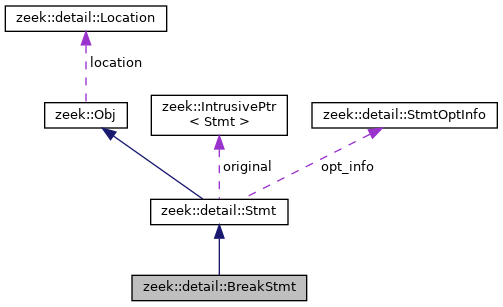 zeek::detail::Location
location
zeek::Obj
zeek::IntrusivePtr
< Stmt >
zeek::detail::StmtOptInfo
original
opt_info
zeek::detail::Stmt
zeek::detail::BreakStmt